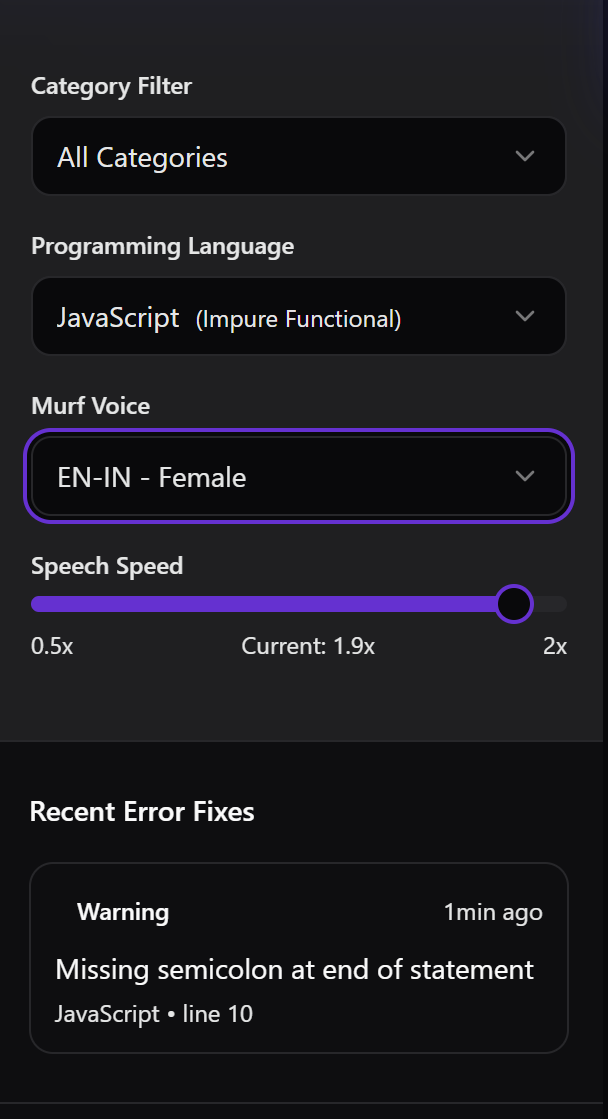 Category Filter
All Categories
Programming Language
JavaScript (Impure Functional)
Murf Voice
EN-IN - Female
Speech Speed
0.5x Current: 1.9x 2x
Recent Error Fixes
Warning 1min ago
Missing semicolon at end of statement
JavaScript • line 10